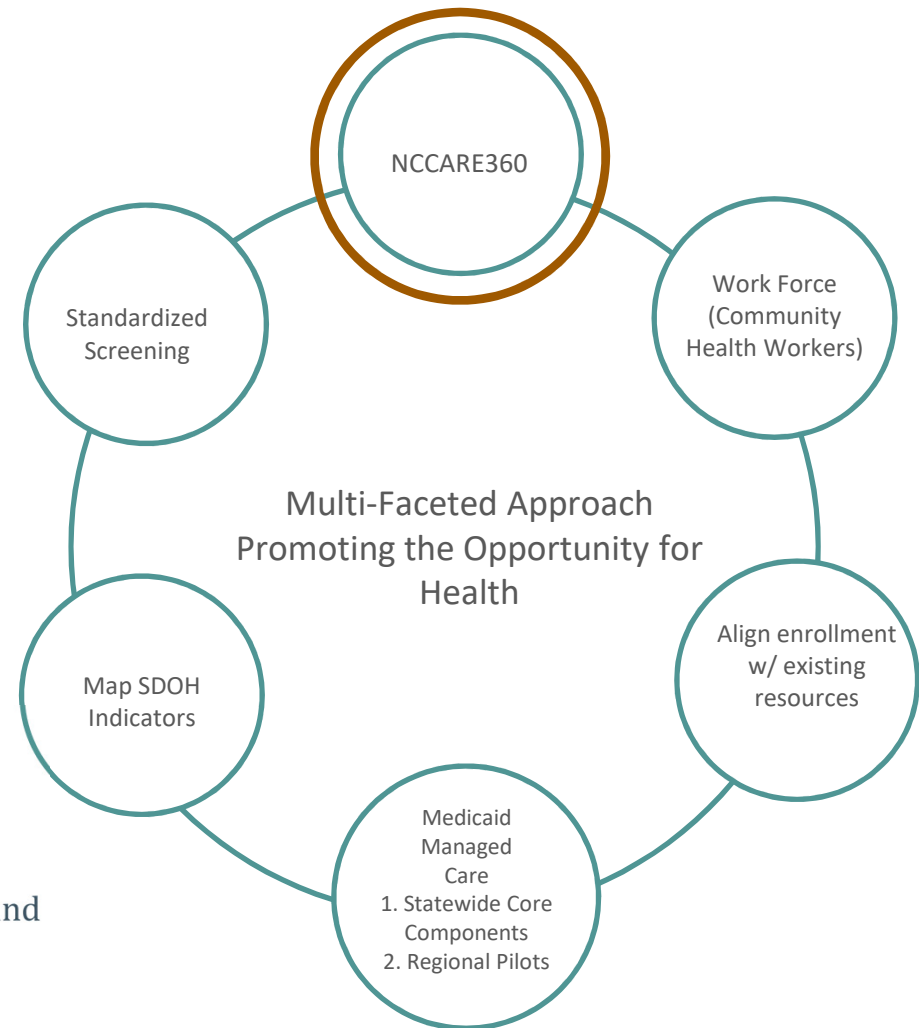 NCCARE360
Work Force
(Community
Health Workers)
Standardized
Screening
Multi-Faceted Approach
Promoting the Opportunity for
Health
Align enrollment
w/ existing
resources
Map SDOH
Indicators
Medicaid
Managed
Care
1. Statewide Core
Components
2. Regional Pilots